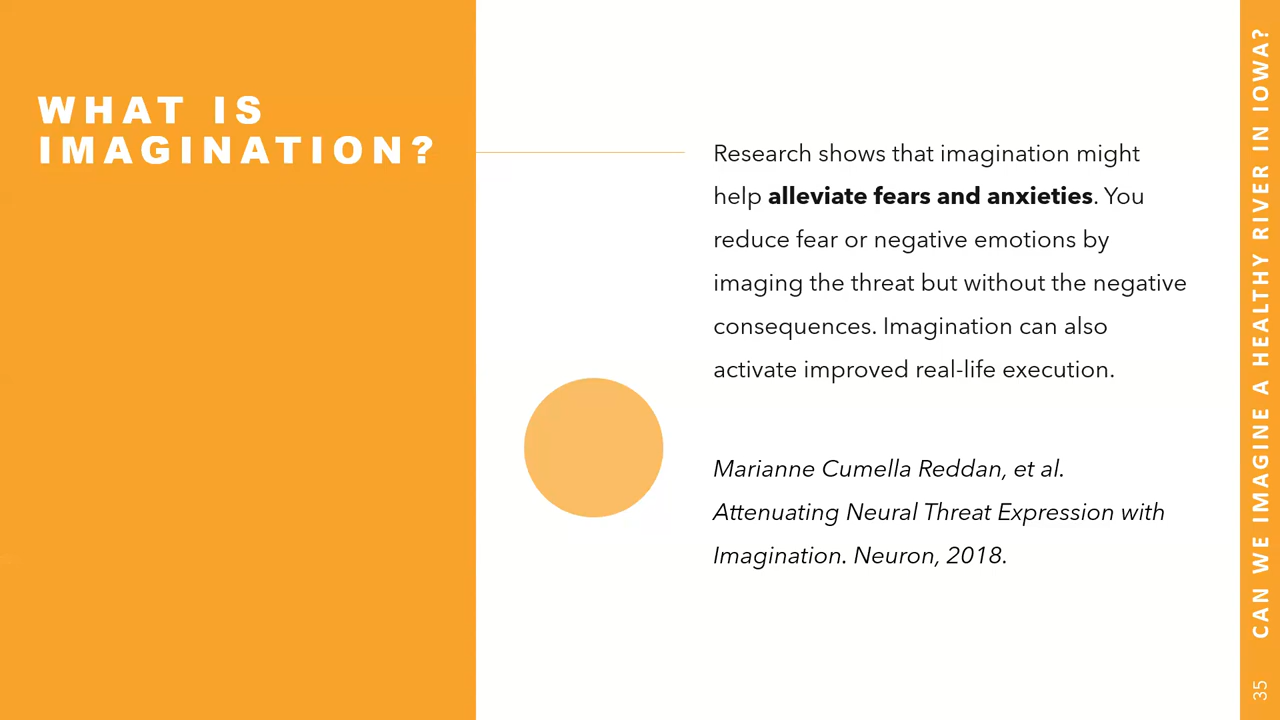 WHAT IS
IMAGINATION?
Research shows that imagination might
help alleviate fears and anxieties. You
reduce fear or negative emotions by
imaging the threat but without the negative
consequences. Imagination can also
activate improved real-life execution.
Marianne Cumella Reddan, et al.
Attenuating Neural Threat Expression with
Imagination. Neuron, 2018.
CAN WE IMAGINE A HEALTHY RIVER IN IOWA?
35